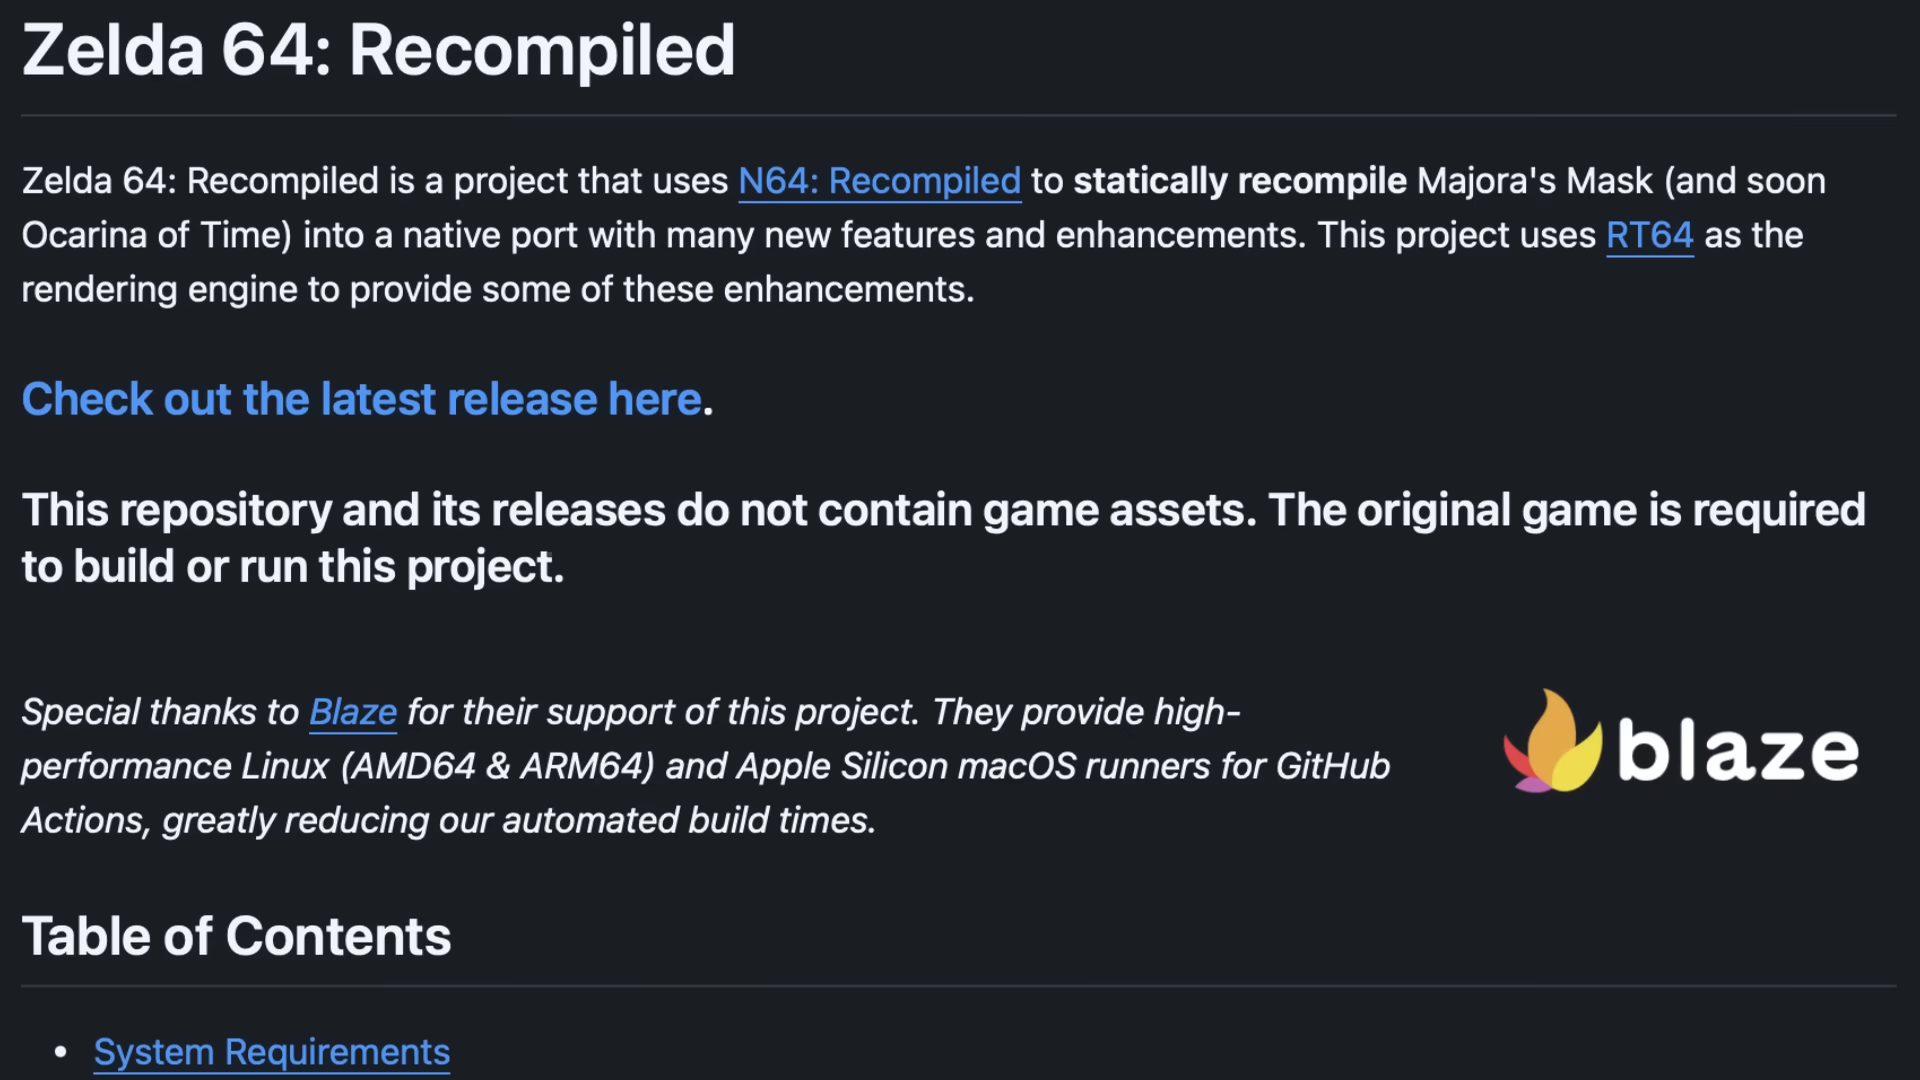 Zelda 64: Recompiled
Zelda 64: Recompiled is a project that uses N64: Recompiled to statically recompile Majora's Mask (and soon
Ocarina of Time) into a native port with many new features and enhancements. This project uses RT64 as the
rendering engine to provide some of these enhancements.
Check out the latest release here.
This repository and its releases do not contain game assets. The original game is required
to build or run this project.
Special thanks to Blaze for their support of this project. They provide high-
performance Linux (AMD64 & ARM64) and Apple Silicon macOS runners for GitHub
Actions, greatly reducing our automated build times.
blaze
Table of Contents
• System Requirements